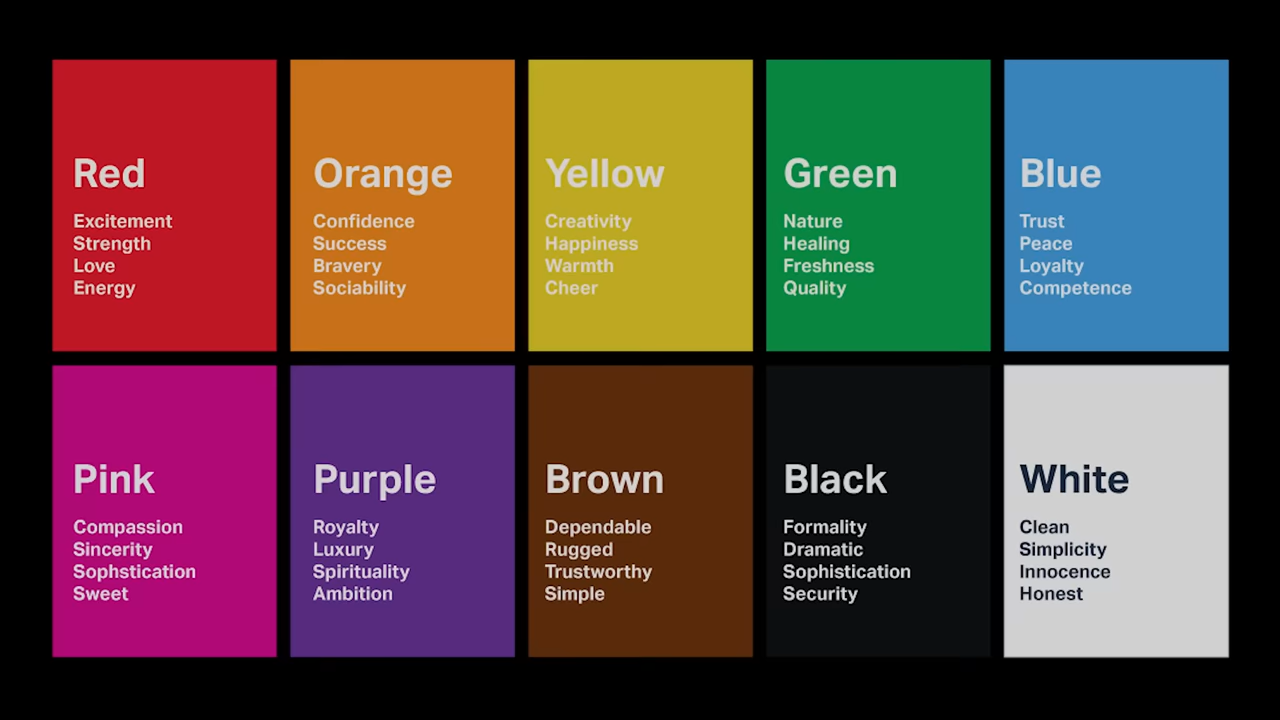 Red
Excitement
Strength
Love
Energy
Orange
Confidence
Success
Bravery
Sociability
Yellow
Creativity
Happiness
Warmth
Cheer
Green
Nature
Healing
Freshness
Quality
Blue
Trust
Peace
Loyalty
Competence
Pink
Compassion
Sincerity
Sophstication
Sweet
Purple
Royalty
Luxury
Spirituality
Ambition
Brown
Dependable
Rugged
Trustworthy
Simple
Black
Formality
Dramatic
Sophistication
Security
White
Clean
Simplicity
Innocence
Honest